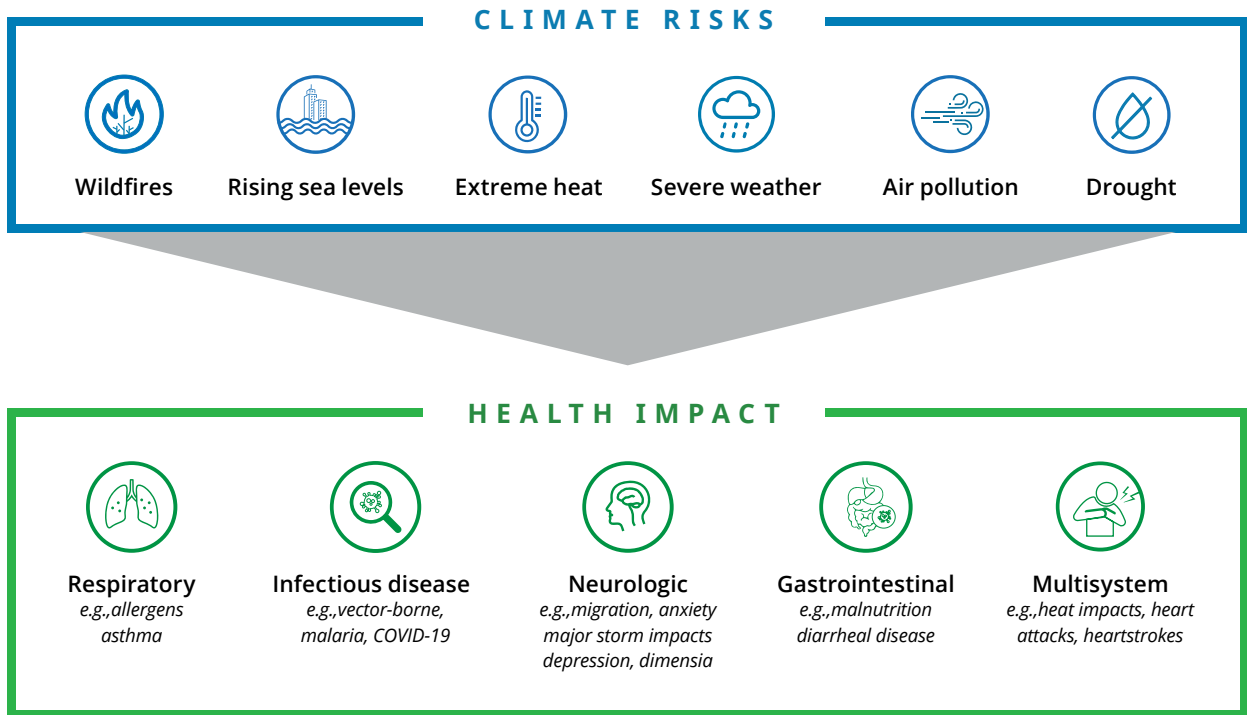 CLIMATE RISKS
Wildfires
Rising sea levels
Extreme heat
Severe weather
Air pollution
Drought
HEALTH IMPACT
Respiratory
e.g.,allergens
asthma
Infectious disease
e.g.,vector-borne,
malaria, COVID-19
Neurologic
e.g.,migration, anxiety
major storm impacts
depression, dimensia
Gastrointestinal
e.g.,malnutrition
diarrheal disease
Multisystem
e.g.,heat impacts, heart
attacks, heartstrokes